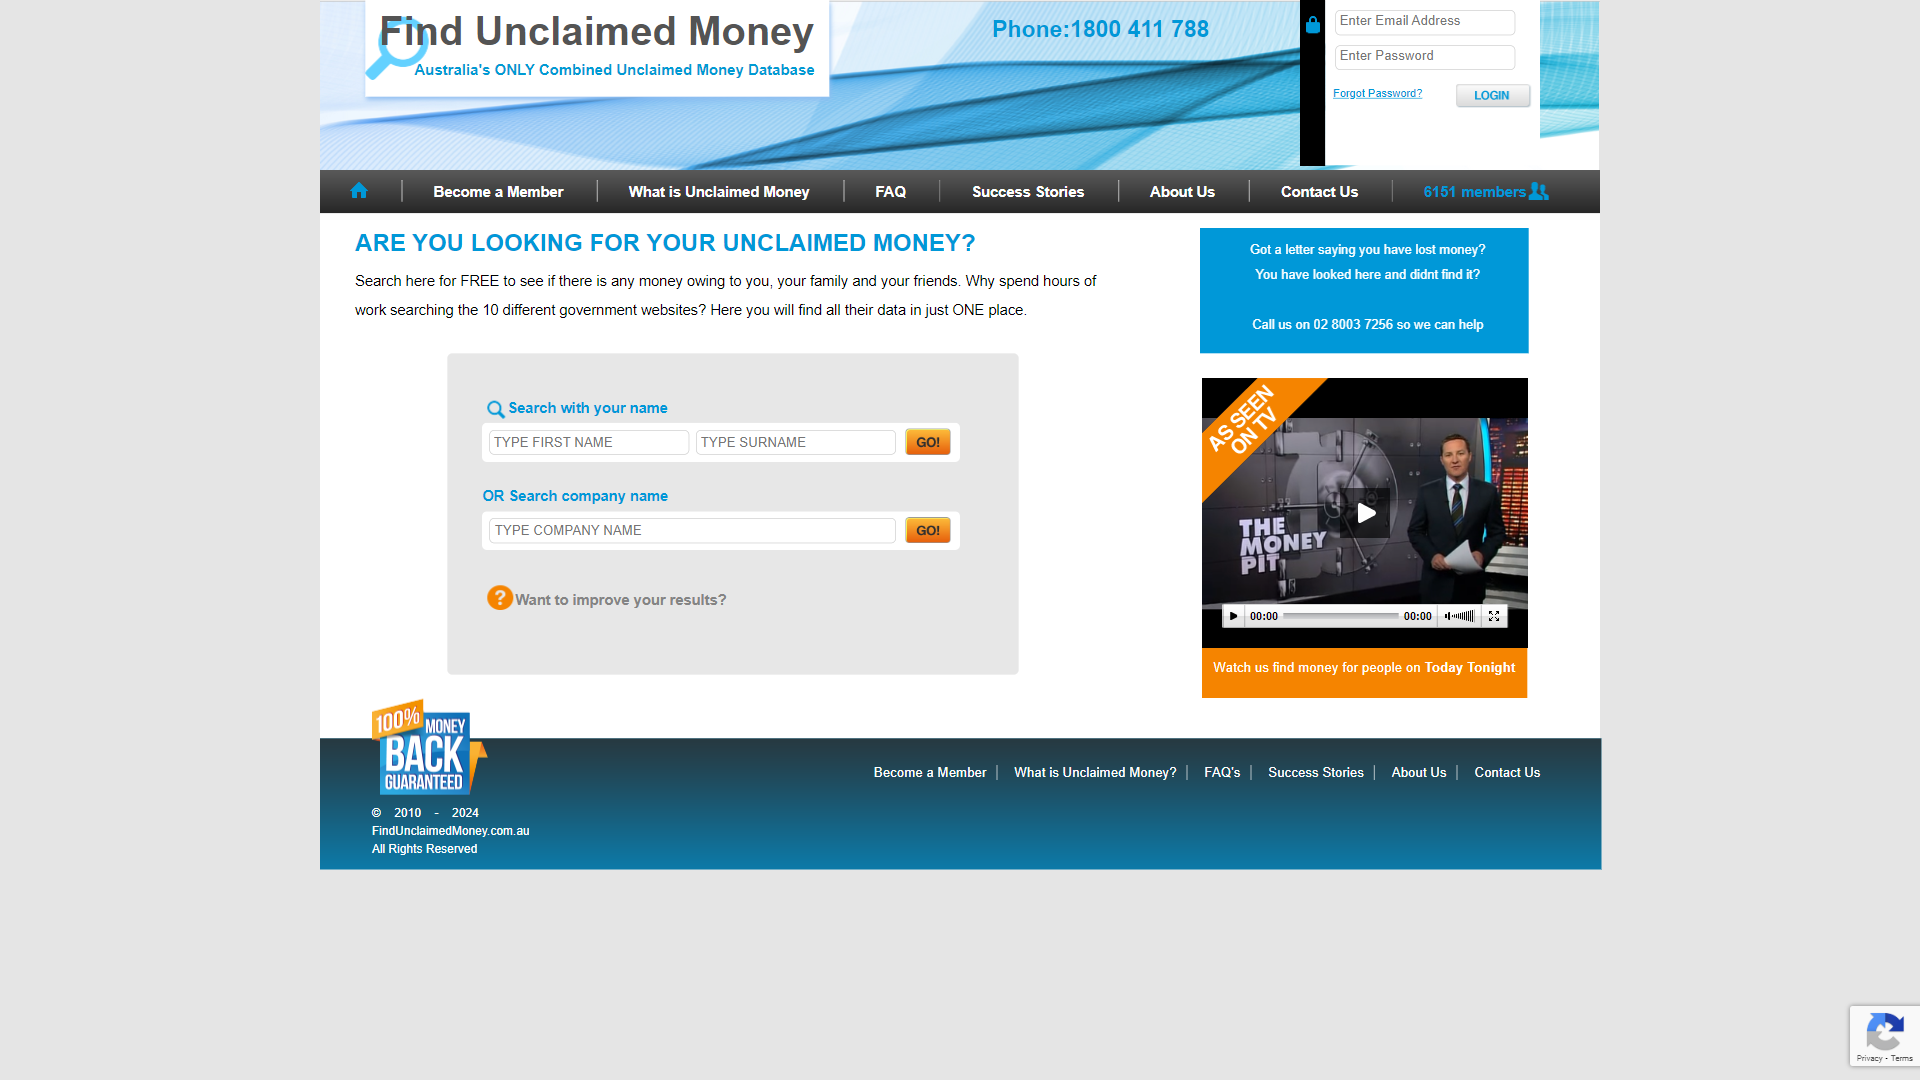 Find Unclaimed Money
Australia's ONLY Combined Unclaimed Money Database
Phone:1800 411 788
Enter Email Address
Enter Password
Forgot Password?
LOGIN
Become a Member
What is Unclaimed Money
FAQ
Success Stories
About Us
Contact Us
6151 members
ARE YOU LOOKING FOR YOUR UNCLAIMED MONEY?
Search here for FREE to see if there is any money owing to you, your family and your friends. Why spend hours of
work searching the 10 different government websites? Here you will find all their data in just ONE place.
Search with your name
TYPE FIRST NAME
TYPE SURNAME
GO!
OR Search company name
TYPE COMPANY NAME
GO!
?
Want to improve your results?
Got a letter saying you have lost money?
You have looked here and didnt find it?
Call us on 02 8003 7256 so we can help
AS SEEN
ON TV
THE
MONEY
PIT
00:00
00:00
Watch us find money for people on Today Tonight
100%
MONEY
BACK
GUARANTEED
Become a Member
What is Unclaimed Money?
FAQ's
Success Stories
About Us
Contact Us
© 2010 - 2024
FindUnclaimedMoney.com.au
All Rights Reserved
Privacy - Terms